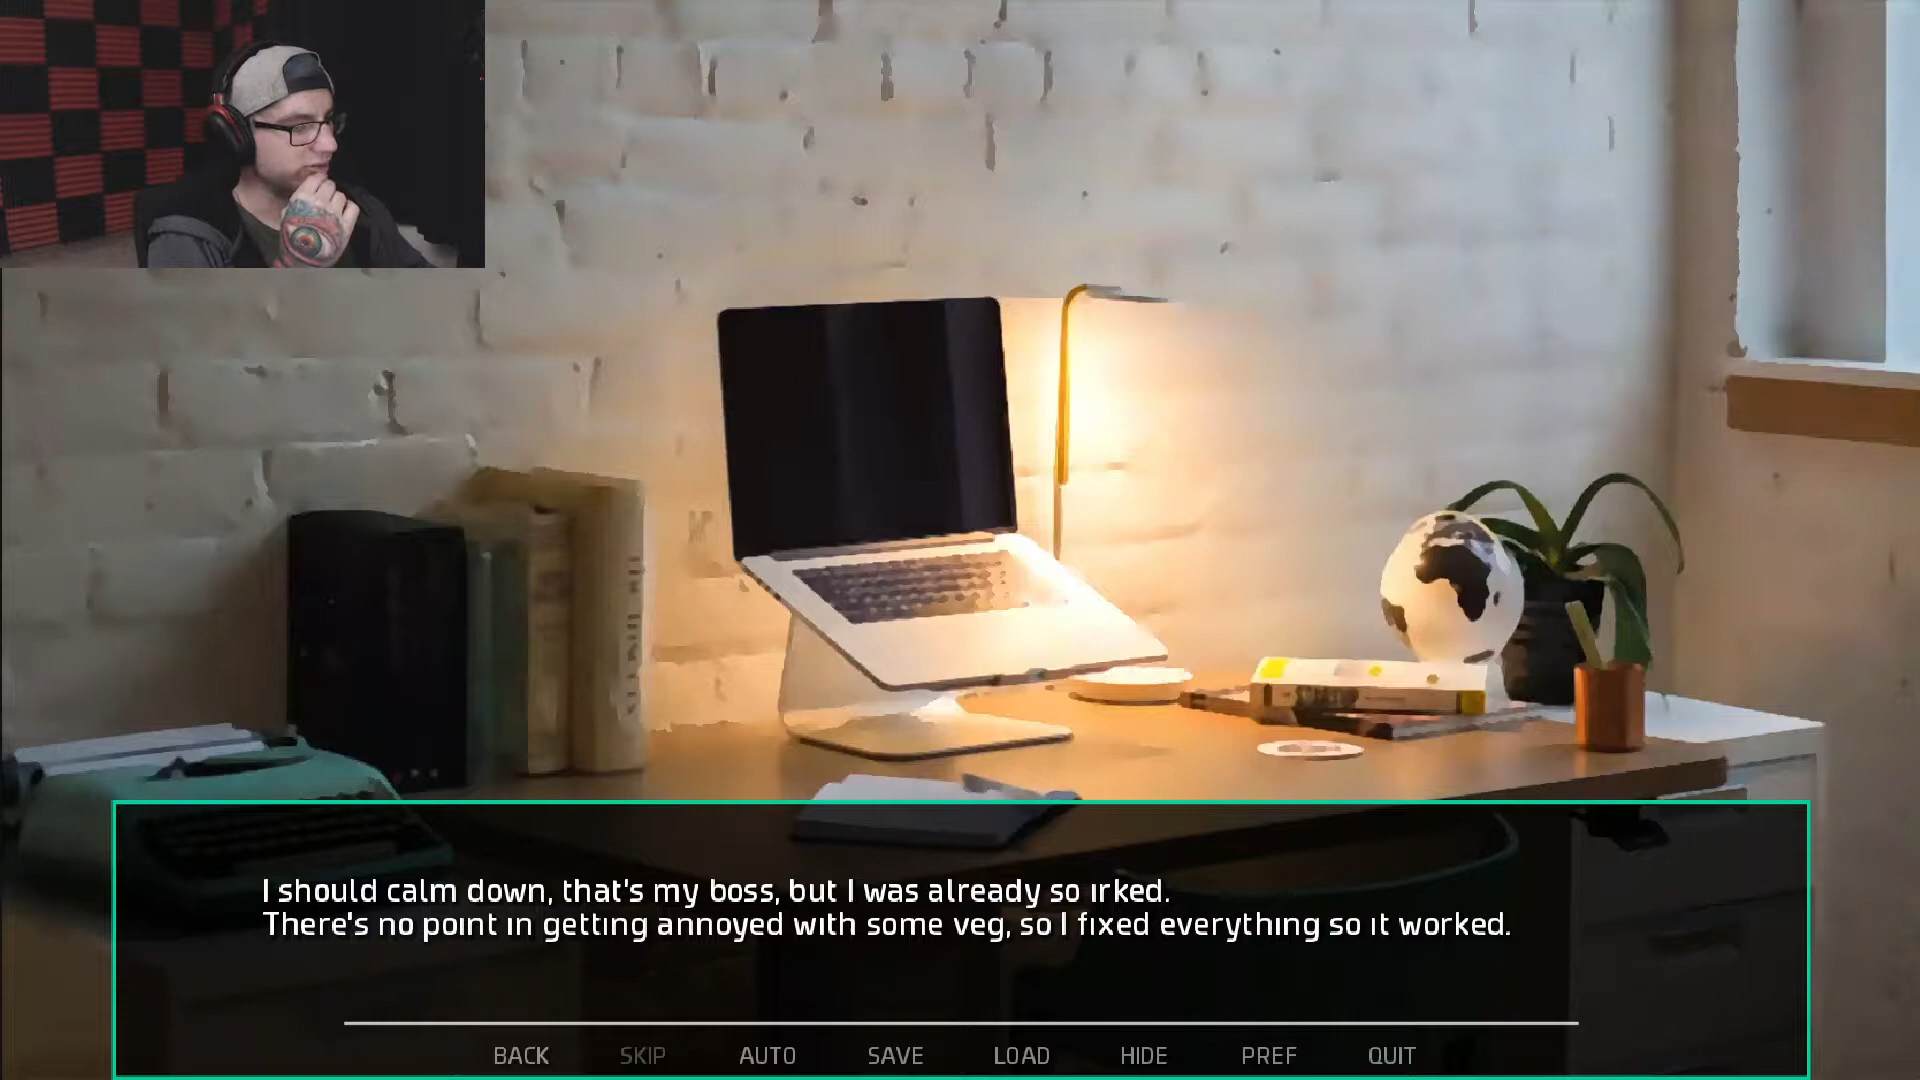 I should calm down, that's my boss, but I was already so irked.
There's no point in getting annoyed with some veg, so I fixed everything so it worked.
BACK SKIP AUTO SAVE LOAD HIDE PREF QUIT